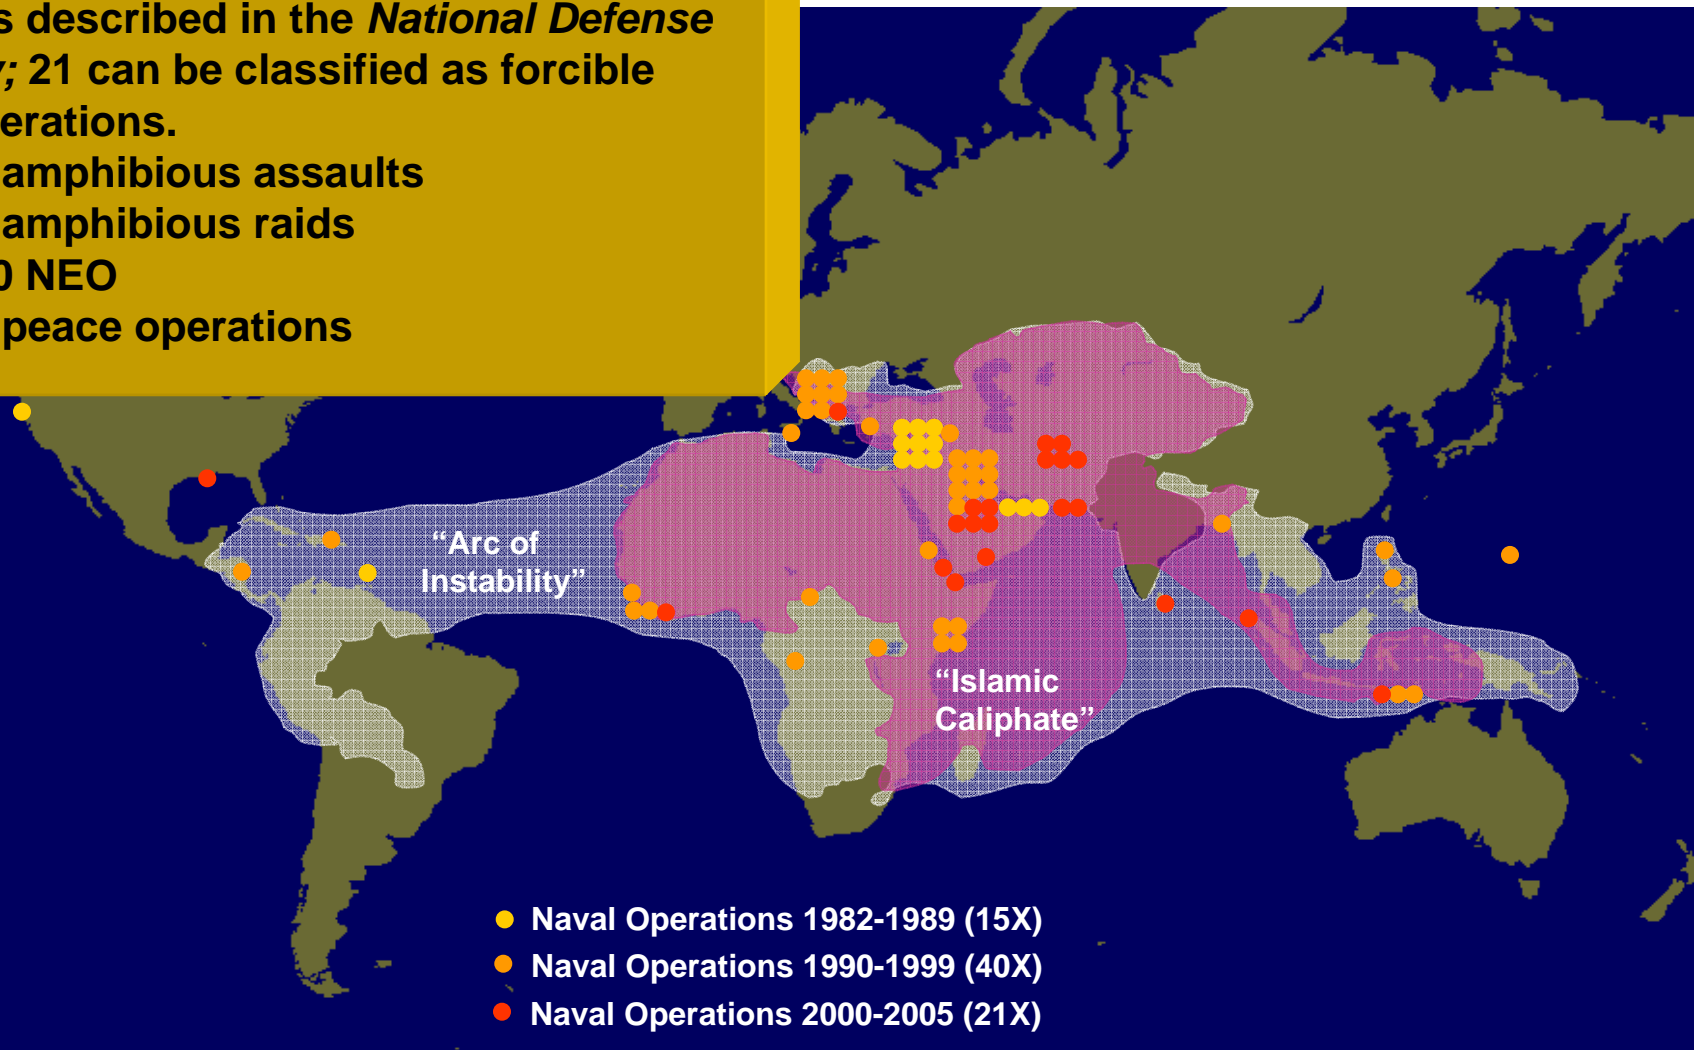 s described in the National Defense
y; 21 can be classified as forcible
erations.
amphibious assaults
amphibious raids
0 NEO
peace operations
“Arc of
Instability”
“Islamic
Caliphate”
Naval Operations 1982-1989 (15X)
Naval Operations 1990-1999 (40X)
Naval Operations 2000-2005 (21X)